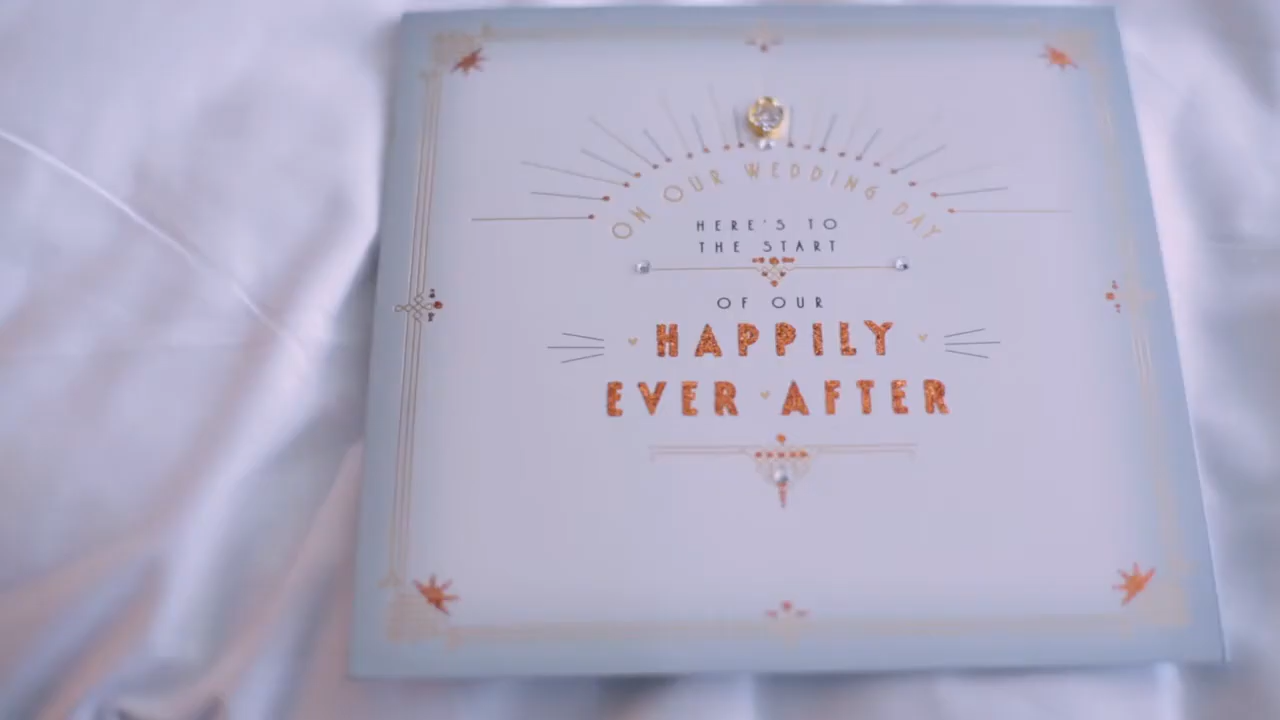 ON OUR WEDDING DAY
HERE'S TO
THE START
OF OUR
HAPPILY
EVER AFTER